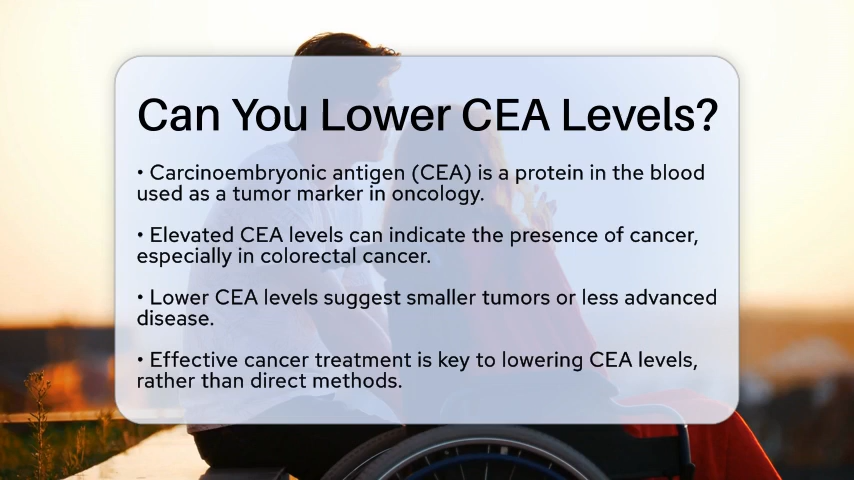 Can You Lower CEA Levels?
• Carcinoembryonic antigen (CEA) is a protein in the blood
used as a tumor marker in oncology.
• Elevated CEA levels can indicate the presence of cancer,
especially in colorectal cancer.
• Lower CEA levels suggest smaller tumors or less advanced
disease.
• Effective cancer treatment is key to lowering CEA levels,
rather than direct methods.